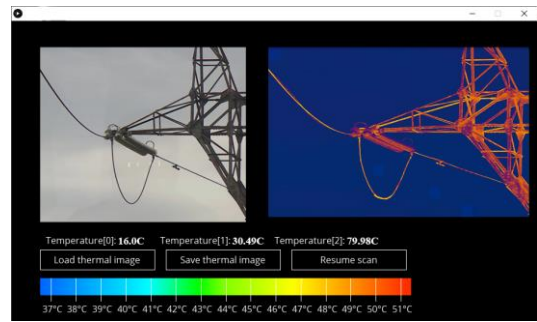 Temperature[0]: 16.0C Temperature[1]: 30.49C Temperature[2]: 79.98C
Load thermal image Save thermal image Resume scan
37°C 39°C 40°C 41°C 42°C 43°C 44°C 45°C 46°C 47°C 48°C 49°C 50°C 51°C